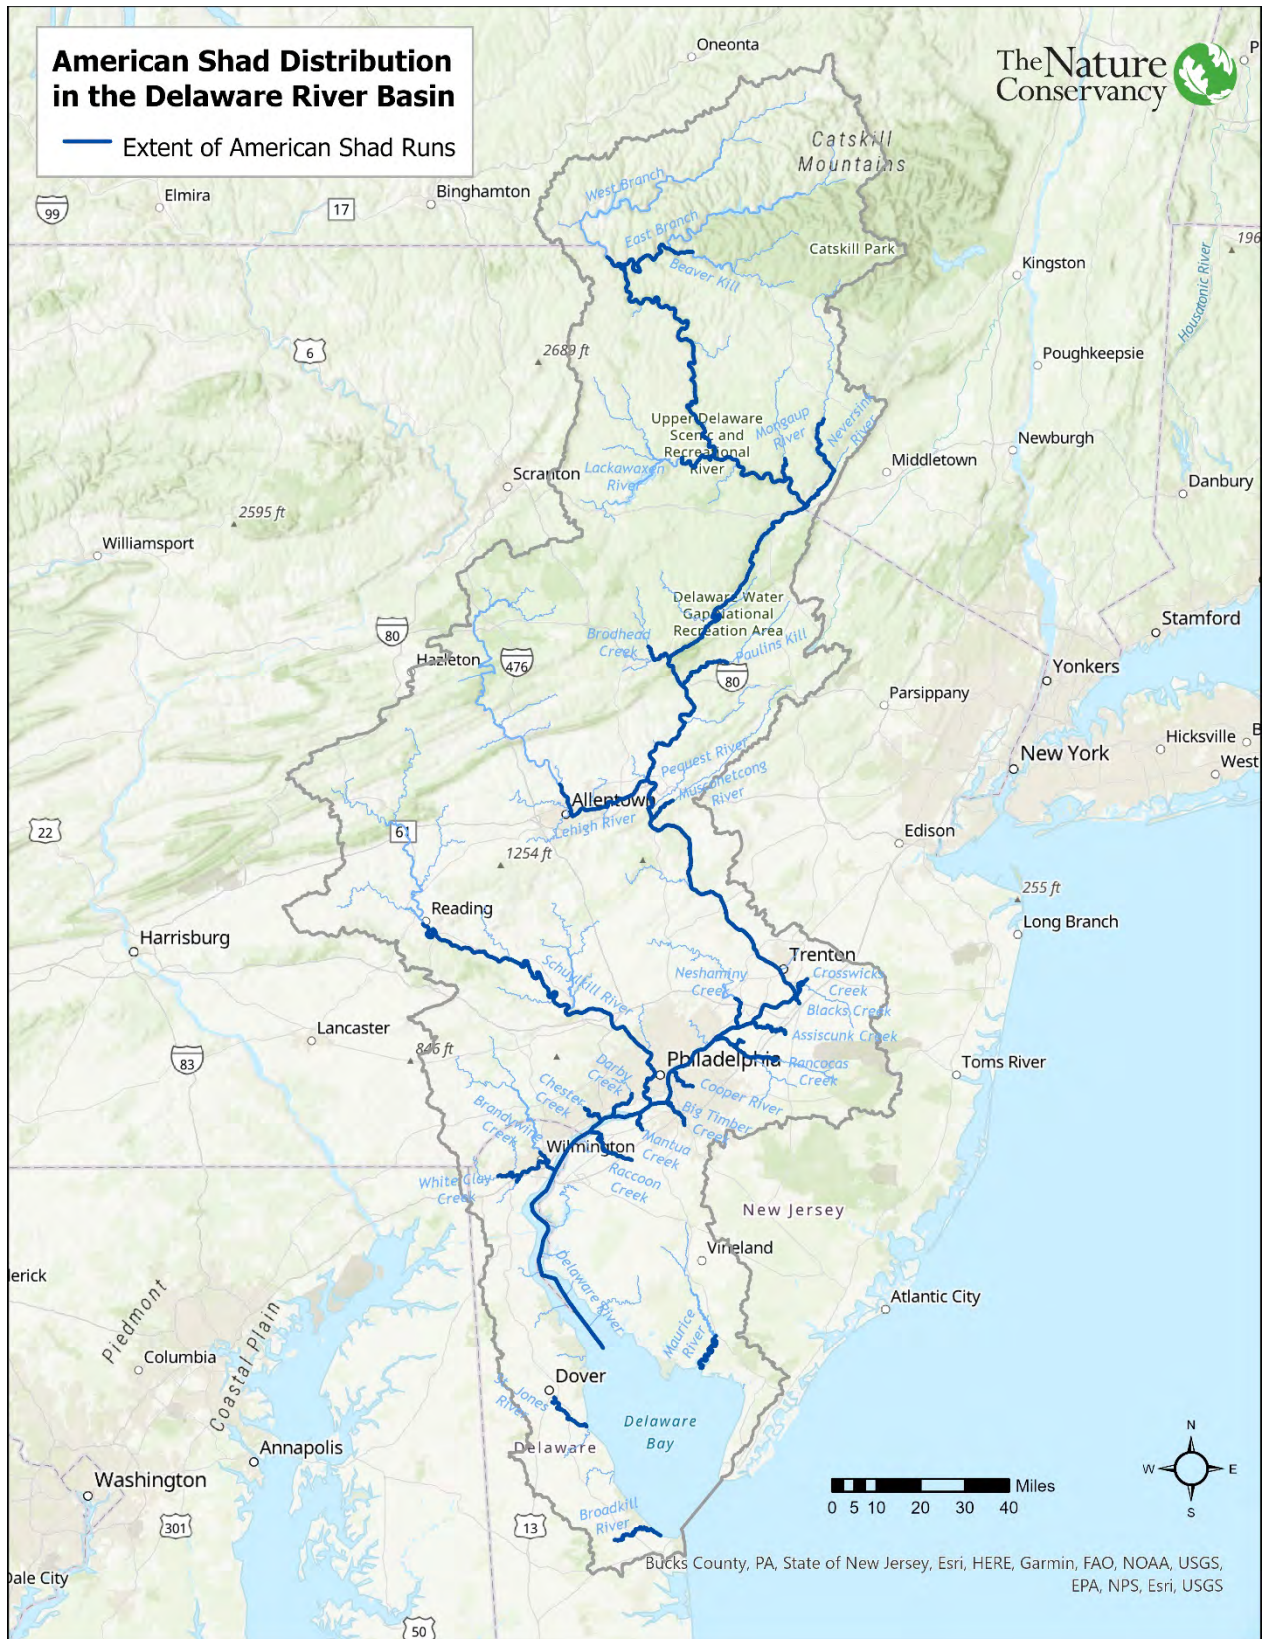 American Shad Distribution
in the Delaware River Basin
Extent of American Shad Runs
The Nature
Conservancy
Oneonta
P
Catskill
Mountains
Elmira
Binghamton
99
17
West Branch
East Branch
Beaver Kill
Catskill Park
196
Kingston
Housatonic River
6
2689 ft
Poughkeepsie
Upper Delaware
Scenic and
Recreational
River
Mongaup
River
Neversink
River
Newburgh
Middletown
Danbury
Scranton
Lackawaxen
River
2595 ft
Williamsport
Delaware Water
Gap National
Recreation Area
Stamford
80
Brodhead
Creek
Paulins Kill
Hazleton
476
80
Yonkers
Parsippany
Hicksville
B
West
New York
Pequest River
Musconetcong
River
Allentown
Lehigh River
22
61
Edison
1254 ft
255 ft
Reading
Long Branch
Harrisburg
Trenton
Schuylkill River
Neshaminy
Creek
Crosswicks
Creek
Blacks Creek
Assiscunk Creek
Lancaster
83
846 ft
Philadelphia
Rancocas
Creek
Toms River
Darby
Creek
Chester
Creek
Cooper River
Brandywine
Creek
Big Timber
Creek
Wilmington
Mantua
Creek
White Clay
Creek
Raccoon
Creek
New Jersey
Vineland
derick
Delaware River
Piedmont
Coastal Plain
Atlantic City
Maurice
River
Columbia
Dover
St. Jones
River
Delaware
Bay
Annapolis
Delaware
Washington
N
W
E
S
Miles
0 5 10 20 30 40
Broadkill
River
301
13
Bucks County, PA, State of New Jersey, Esri, HERE, Garmin, FAO, NOAA, USGS,
EPA, NPS, Esri, USGS
Dale City
50